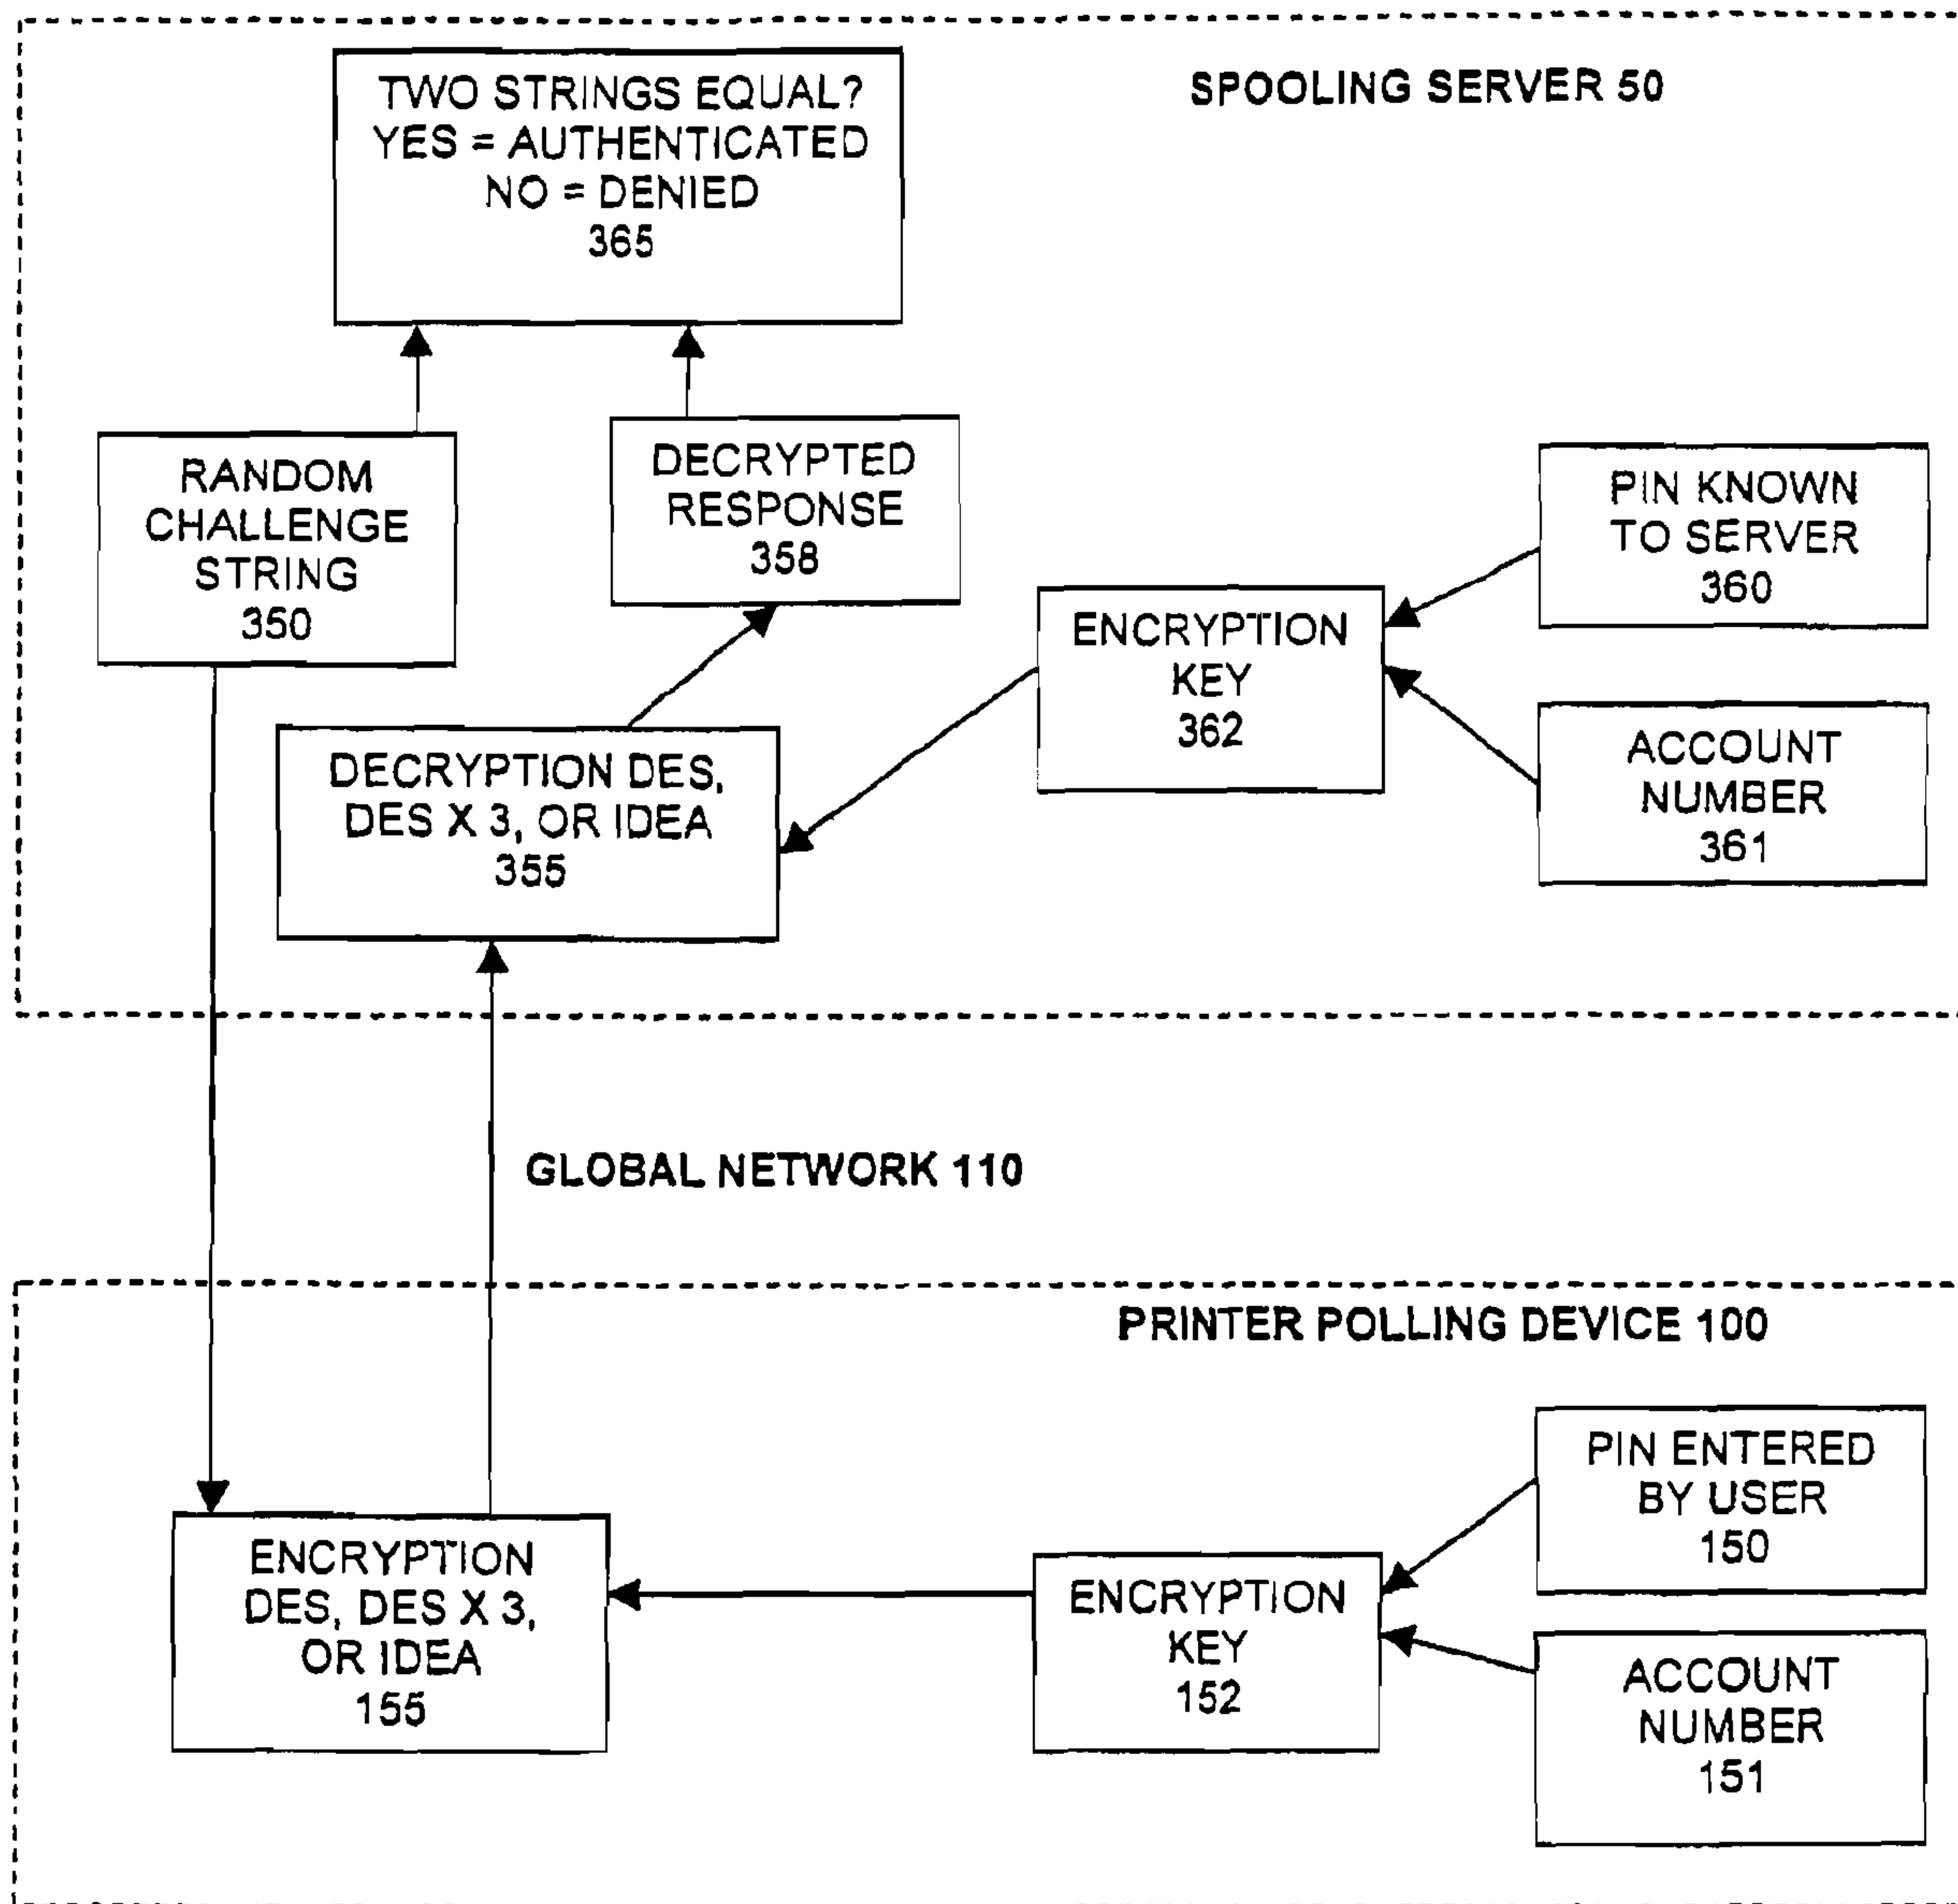 TWO STRINGS EQUAL?
YES = AUTHENTICATED
NO = DENIED
365
SPOOLING SERVER 50
RANDOM
CHALLENGE
STRING
350
DECRYPTED
RESPONSE
358
PIN KNOWN
TO SERVER
360
ENCRYPTION
KEY
362
ACCOUNT
NUMBER
361
DECRYPTION DES,
DES X 3, OR IDEA
355
GLOBAL NETWORK 110
PRINTER POLLING DEVICE 100
PIN ENTERED
BY USER
150
ENCRYPTION
DES, DES X 3,
OR IDEA
155
ENCRYPTION
KEY
152
ACCOUNT
NUMBER
151